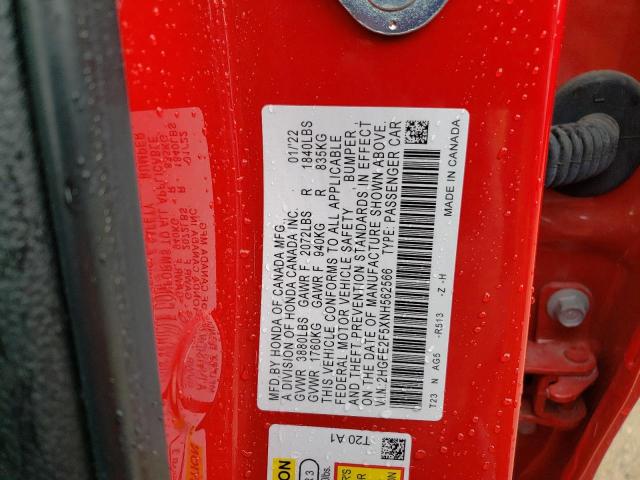 MFD. BY HONDA OF CANADA MFG. 01/'22
A DIVISION OF HONDA CANADA INC.
GVWR 3880LBS GAWR F 2072LBS R 1840LBS
GVWR 1760KG GAWR F 940KG R 835KG
THIS VEHICLE CONFORMS TO ALL APPLICABLE
FEDERAL MOTOR VEHICLE SAFETY BUMPER
AND THEFT PREVENTION STANDARDS IN EFFECT
ON THE DATE OF MANUFACTURE SHOWN ABOVE.
V.I.N: 2HGFE2F5XNH562566 TYPE: PASSENGER CAR
T23 N AG5 -R513 -Z -H MADE IN CANADA
T20 A1